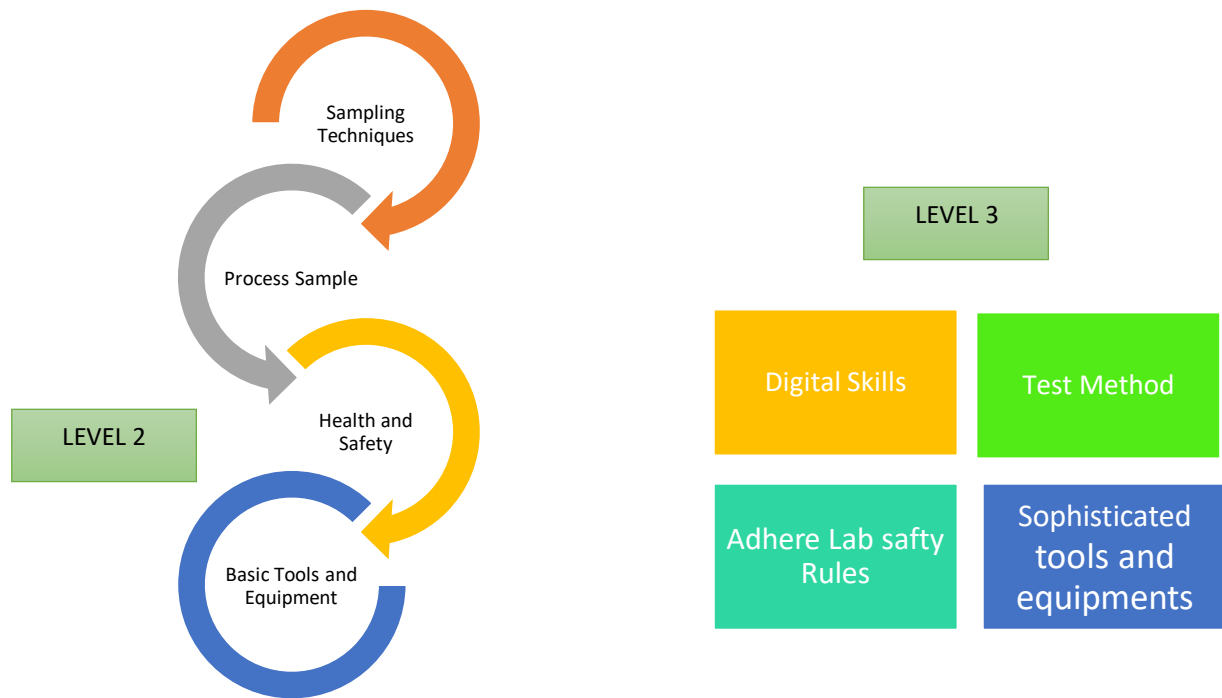 Sampling
Techniques
Process Sample
Health and
Safety
LEVEL 2
Basic Tools and
Equipment
LEVEL 3
Digital Skills
Test Method
Adhere Lab safty
Rules
Sophisticated
tools and
equipments